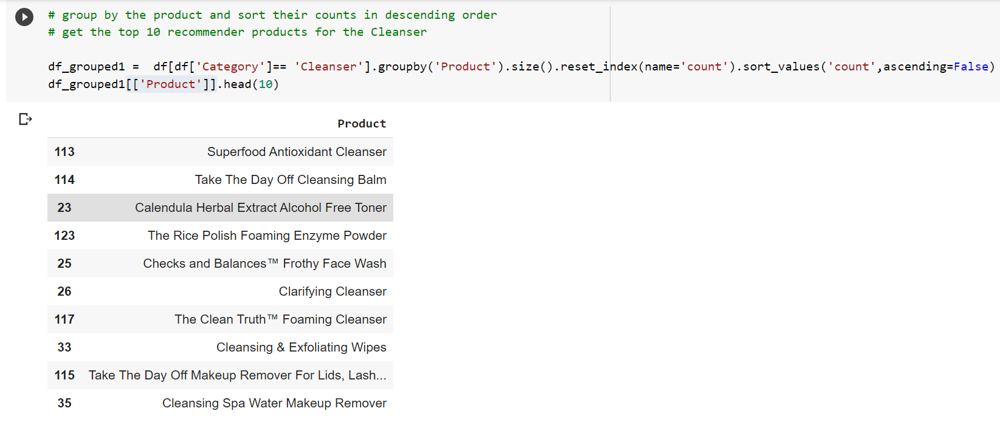 # group by the product and sort their counts in descending order
# get the top 10 recommender products for the Cleanser
df_grouped1 =  df[df['Category']== 'Cleanser'].groupby('Product').size().reset_index(name='count').sort_values('count',ascending=False)
df_grouped1[['Product']].head(10)
Product
113 Superfood Antioxidant Cleanser
114 Take The Day Off Cleansing Balm
23 Calendula Herbal Extract Alcohol Free Toner
123 The Rice Polish Foaming Enzyme Powder
25 Checks and Balances™ Frothy Face Wash
26 Clarifying Cleanser
117 The Clean Truth™ Foaming Cleanser
33 Cleansing & Exfoliating Wipes
115 Take The Day Off Makeup Remover For Lids, Lash...
35 Cleansing Spa Water Makeup Remover